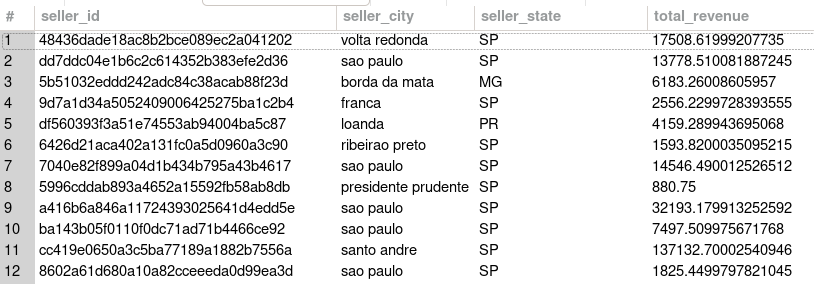 # seller_id seller_city seller_state total_revenue
1 48436dade18ac8b2bce089ec2a041202 volta redonda SP 17508.61999207735
2 dd7ddc04e1b6c2c614352b383efe2d36 sao paulo SP 13778.510081887245
3 5b51032eddd242adc84c38acab88f23d borda da mata MG 6183.26008605957
4 9d7a1d34a5052409006425275ba1c2b4 franca SP 2556.2299728393555
5 df560393f3a51e74553ab94004ba5c87 loanda PR 4159.289943695068
6 6426d21aca402a131fc0a5d0960a3c90 ribeirao preto SP 1593.8200035095215
7 7040e82f899a04d1b434b795a43b4617 sao paulo SP 14546.490012526512
8 5996cddab893a4652a15592fb58ab8db presidente prudente SP 880.75
9 a416b6a846a11724393025641d4edd5e sao paulo SP 32193.179913252592
10 ba143b05f0110f0dc71ad71b4466ce92 sao paulo SP 7497.509975671768
11 cc419e0650a3c5ba77189a1882b7556a santo andre SP 137132.70002540946
12 8602a61d680a10a82cceeeda0d99ea3d sao paulo SP 1825.4499797821045